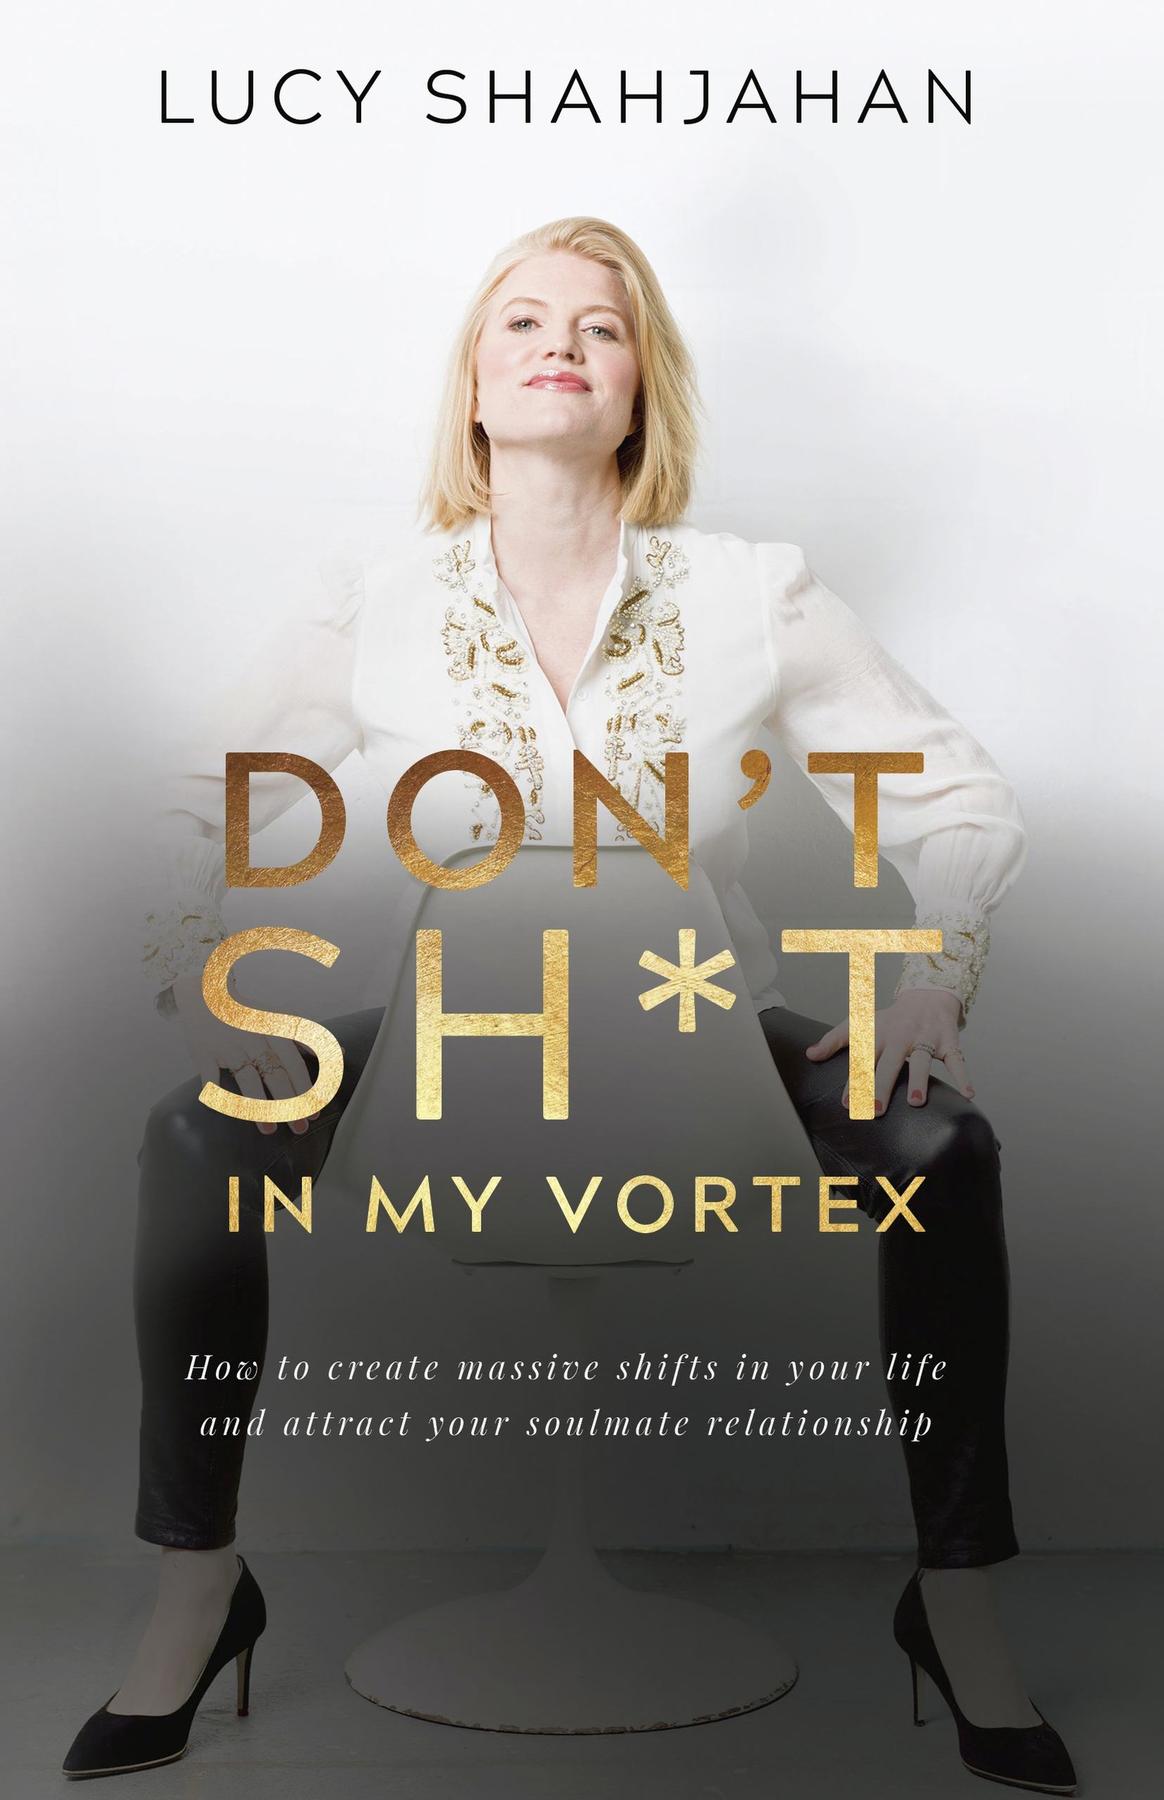 LUCY SHAHJAHAN
DON'T
SH*T
IN MY VORTEX
How to create massive shifts in your life
and attract your soulmate relationship